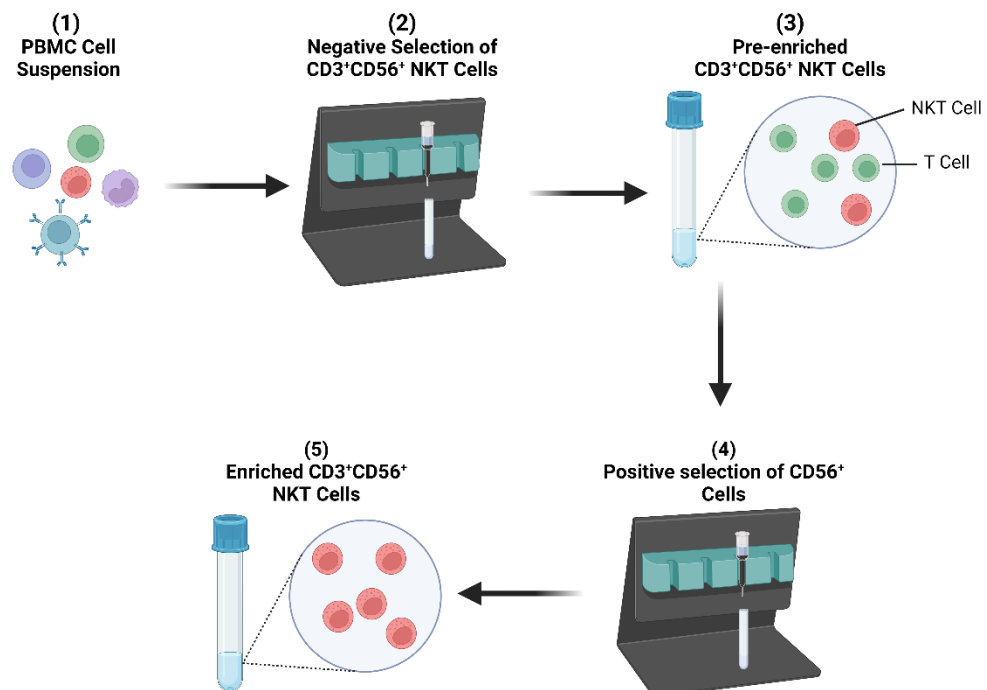 (1)
PBMC Cell
Suspension
(2)
Negative Selection of
CD3⁺CD56⁺ NKT Cells
(3)
Pre-enriched
CD3⁺CD56⁺ NKT Cells
NKT Cell
T Cell
(4)
Positive selection of CD56⁺
Cells
(5)
Enriched CD3⁺CD56⁺
NKT Cells